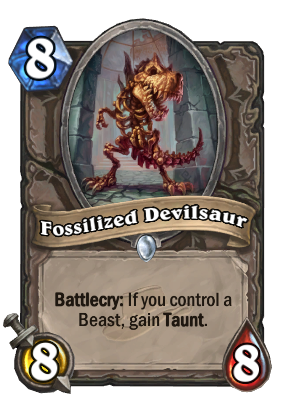 8
Fossilized Devilsaur
Battlecry: If you control a
Beast, gain Taunt.
8
8